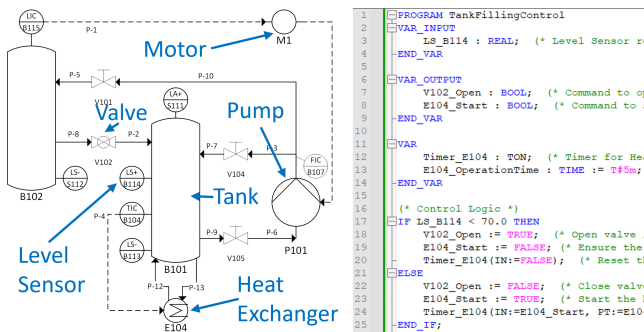 LIC
B115
P-1
M1
Motor
P-5
P-10
V101
LA+
S111
Valve
Pump
P-8
P-2
P-7
P-3
FIC
B107
V102
V104
LS-
S112
LS+
B114
Tank
B102
TIC
B104
P-4
P-9
P-6
P101
LS-
B113
B101
V105
Level
Sensor
P-12
P-13
Heat
Exchanger
E104
1 PROGRAM TankFillingControl
2 VAR_INPUT
3 LS_B114 : REAL; (* Level Sensor
4 END_VAR
5
6 VAR_OUTPUT
7 V102_Open : BOOL; (* Command to
8 E104_Start : BOOL; (* Command to
9 END_VAR
10
11 VAR
12 Timer_E104 : TON; (* Timer for
13 E104_OperationTime : TIME := T#5m;
14 END_VAR
15
16 (* Control Logic *)
17 IF LS_B114 < 70.0 THEN
18 V102_Open := TRUE; (* Open valve
19 E104_Start := FALSE; (* Ensure the
20 Timer_E104(IN:=FALSE); (* Reset
21 ELSE
22 V102_Open := FALSE; (* Close
23 E104_Start := TRUE; (* Start the
24 Timer_E104(IN:=E104_Start, PT:=E10
25 END_IF;